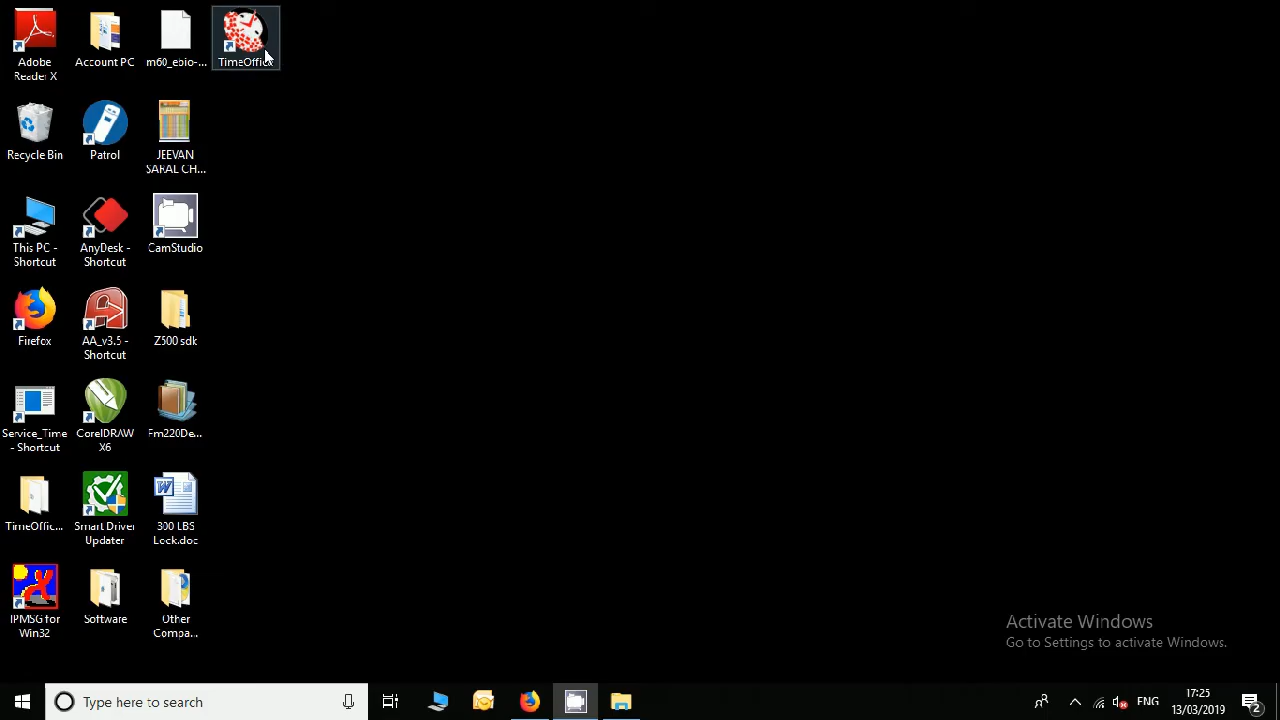 Adobe
Reader X
Account PC
m60_ebio-...
TimeOffice
Recycle Bin
Patrol
JEEVAN
SARAL CH...
This PC -
Shortcut
AnyDesk -
Shortcut
CamStudio
Firefox
AA_v3.5 -
Shortcut
Z500 sdk
Service_Time
- Shortcut
CorelDRAW
X6
Fm220De...
TimeOffic...
Smart Driver
Updater
300 LBS
Lock.doc
IPMSG for
Win32
Software
Other
Compa...
Activate Windows
Go to Settings to activate Windows.
Type here to search
ENG
17:25
13/03/2019
2